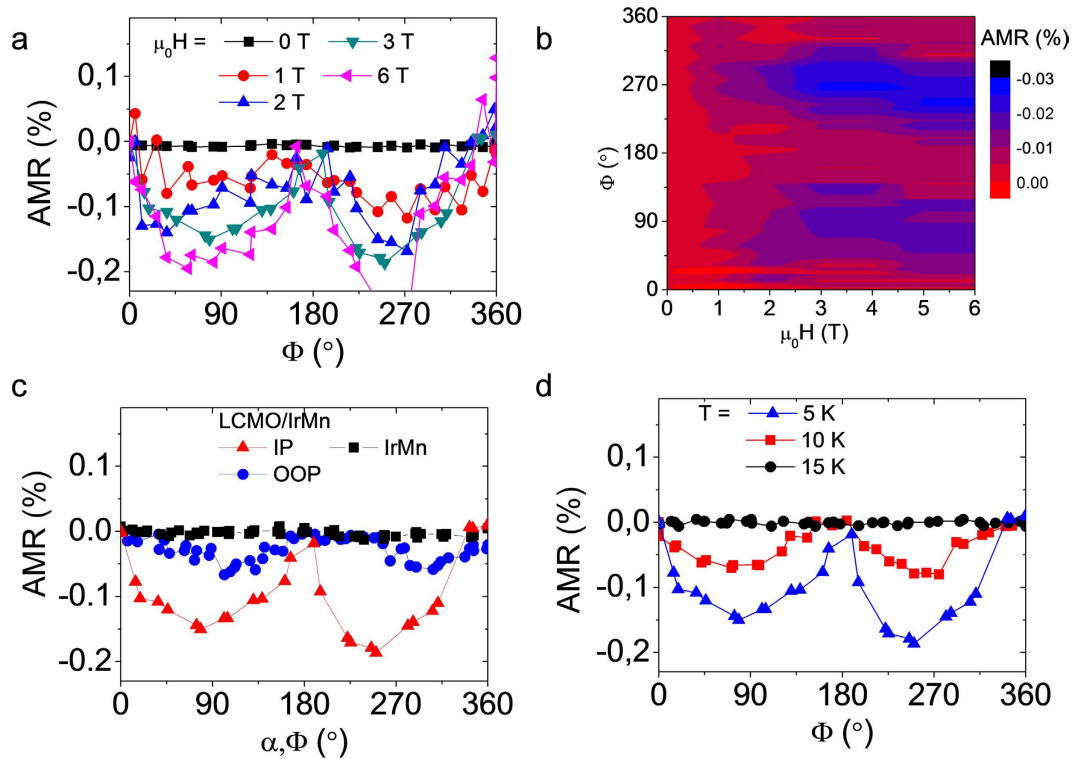 a
μ₀H =
0 T
3 T
1 T
6 T
2 T
0,1
0,0
-0,1
-0,2
AMR (%)
0
90
180
270
360
Φ (°)
b
360
270
180
90
0
Φ (°)
0
1
2
3
4
5
6
μ₀H (T)
AMR (%)
-0.03
-0.02
-0.01
0.00
c
LCMO/IrMn
IP
IrMn
OOP
0.1
0.0
-0.1
-0.2
AMR (%)
0
90
180
270
360
α,Φ (°)
d
T =
5 K
10 K
15 K
0,1
0,0
-0,1
-0,2
AMR (%)
0
90
180
270
360
Φ (°)